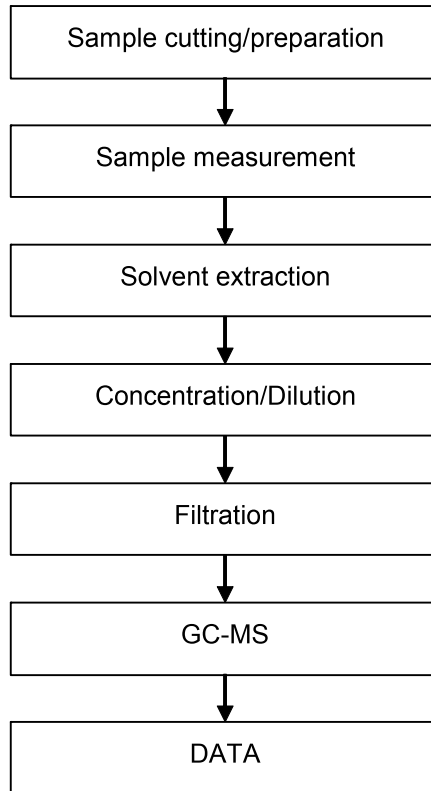 Sample cutting/preparation
Sample measurement
Solvent extraction
Concentration/Dilution
Filtration
GC-MS
DATA